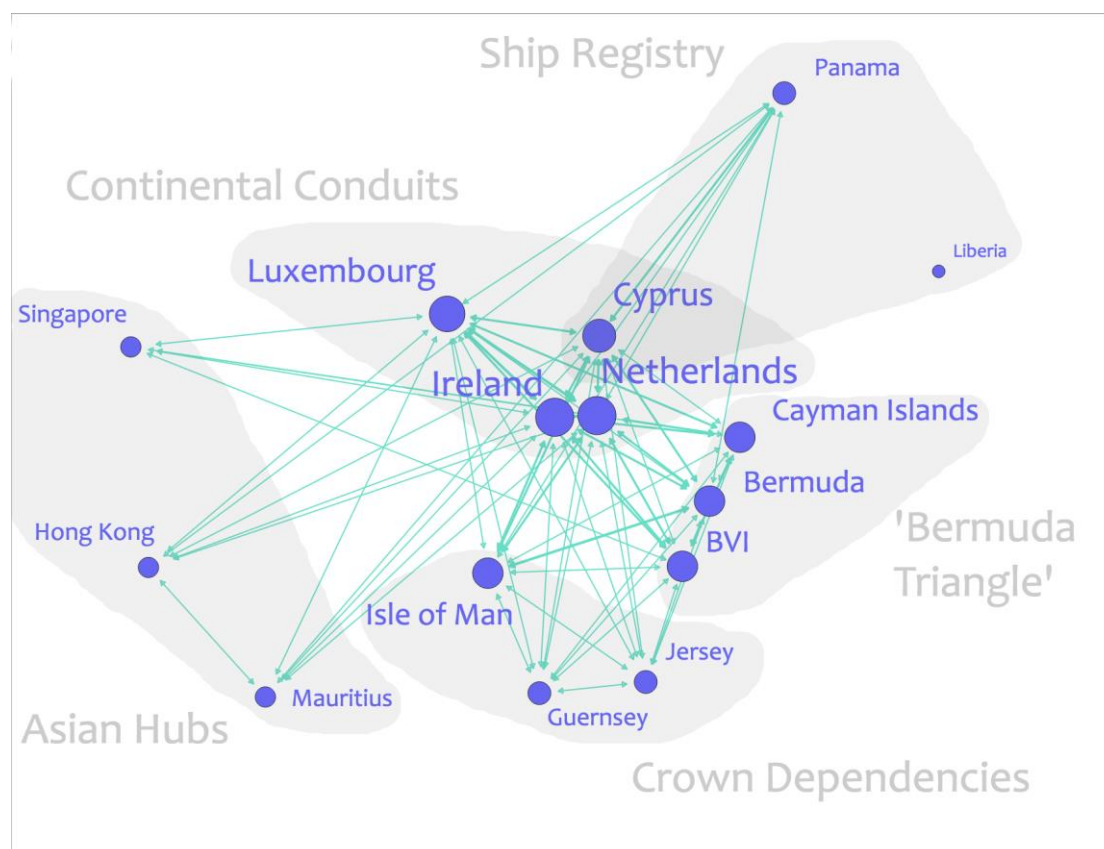 Ship Registry
Panama
Continental Conduits
Liberia
Luxembourg
Cyprus
Singapore
Ireland
Netherlands
Cayman Islands
Bermuda
Hong Kong
BVI
'Bermuda
Triangle'
Isle of Man
Jersey
Mauritius
Guernsey
Asian Hubs
Crown Dependencies